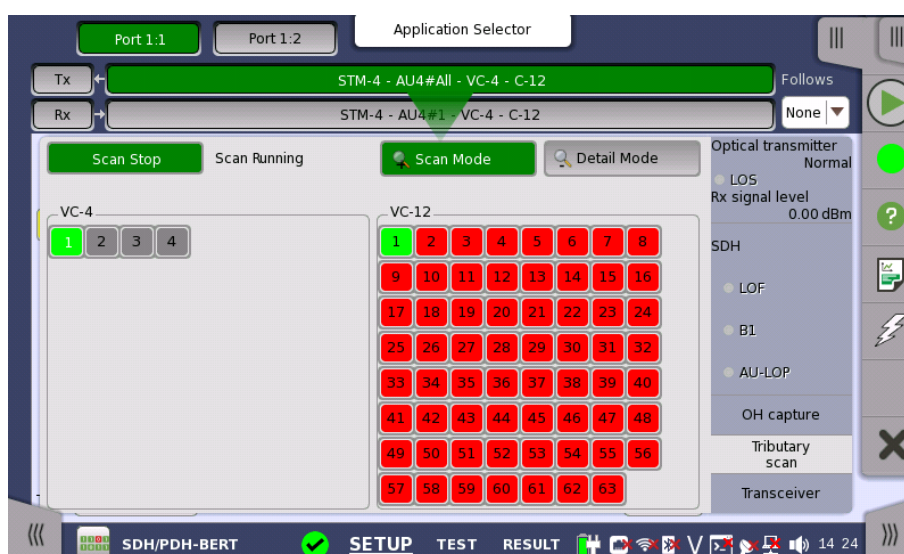 Application Selector
Port 1:1 Port 1:2
Tx STM-4 - AU4#All - VC-4 - C-12 Follows
Rx STM-4 - AU4#1 - VC-4 - C-12 None
Scan Stop Scan Running Scan Mode Detail Mode
Optical transmitter
Normal
LOS
Rx signal level
0.00 dBm
SDH
LOF
B1
AU-LOP
OH capture
Tributary
scan
Transceiver
VC-4
1 2 3 4
VC-12
1 2 3 4 5 6 7 8
9 10 11 12 13 14 15 16
17 18 19 20 21 22 23 24
25 26 27 28 29 30 31 32
33 34 35 36 37 38 39 40
41 42 43 44 45 46 47 48
49 50 51 52 53 54 55 56
57 58 59 60 61 62 63
SDH/PDH-BERT SETUP TEST RESULT 14 24